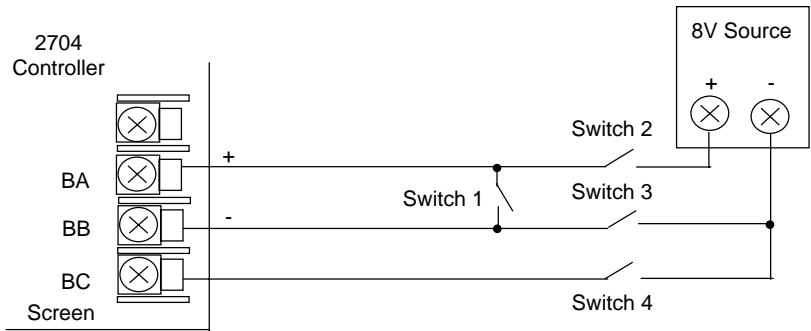 8V Source
2704
Controller
+ -
Switch 2
+
BA
Switch 1
Switch 3
BB
-
BC
Switch 4
Screen